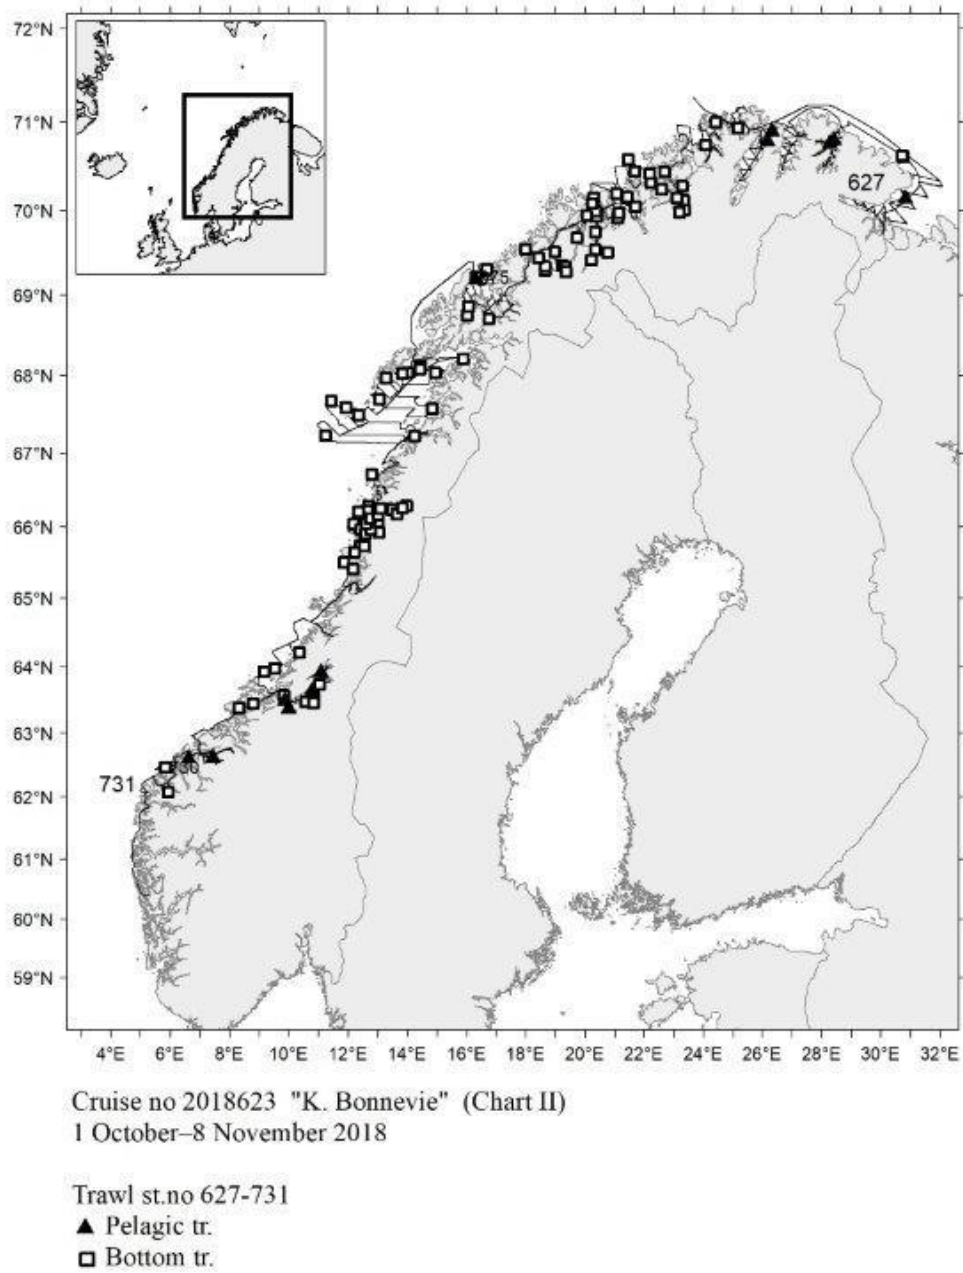 72°N
71°N
70°N
69°N
68°N
67°N
66°N
65°N
64°N
63°N
62°N
61°N
60°N
59°N
627
731
4°E 6°E 8°E 10°E 12°E 14°E 16°E 18°E 20°E 22°E 24°E 26°E 28°E 30°E 32°E
Cruise no 2018623 "K. Bonnevie" (Chart II)
1 October–8 November 2018
Trawl st.no 627-731
Pelagic tr.
Bottom tr.